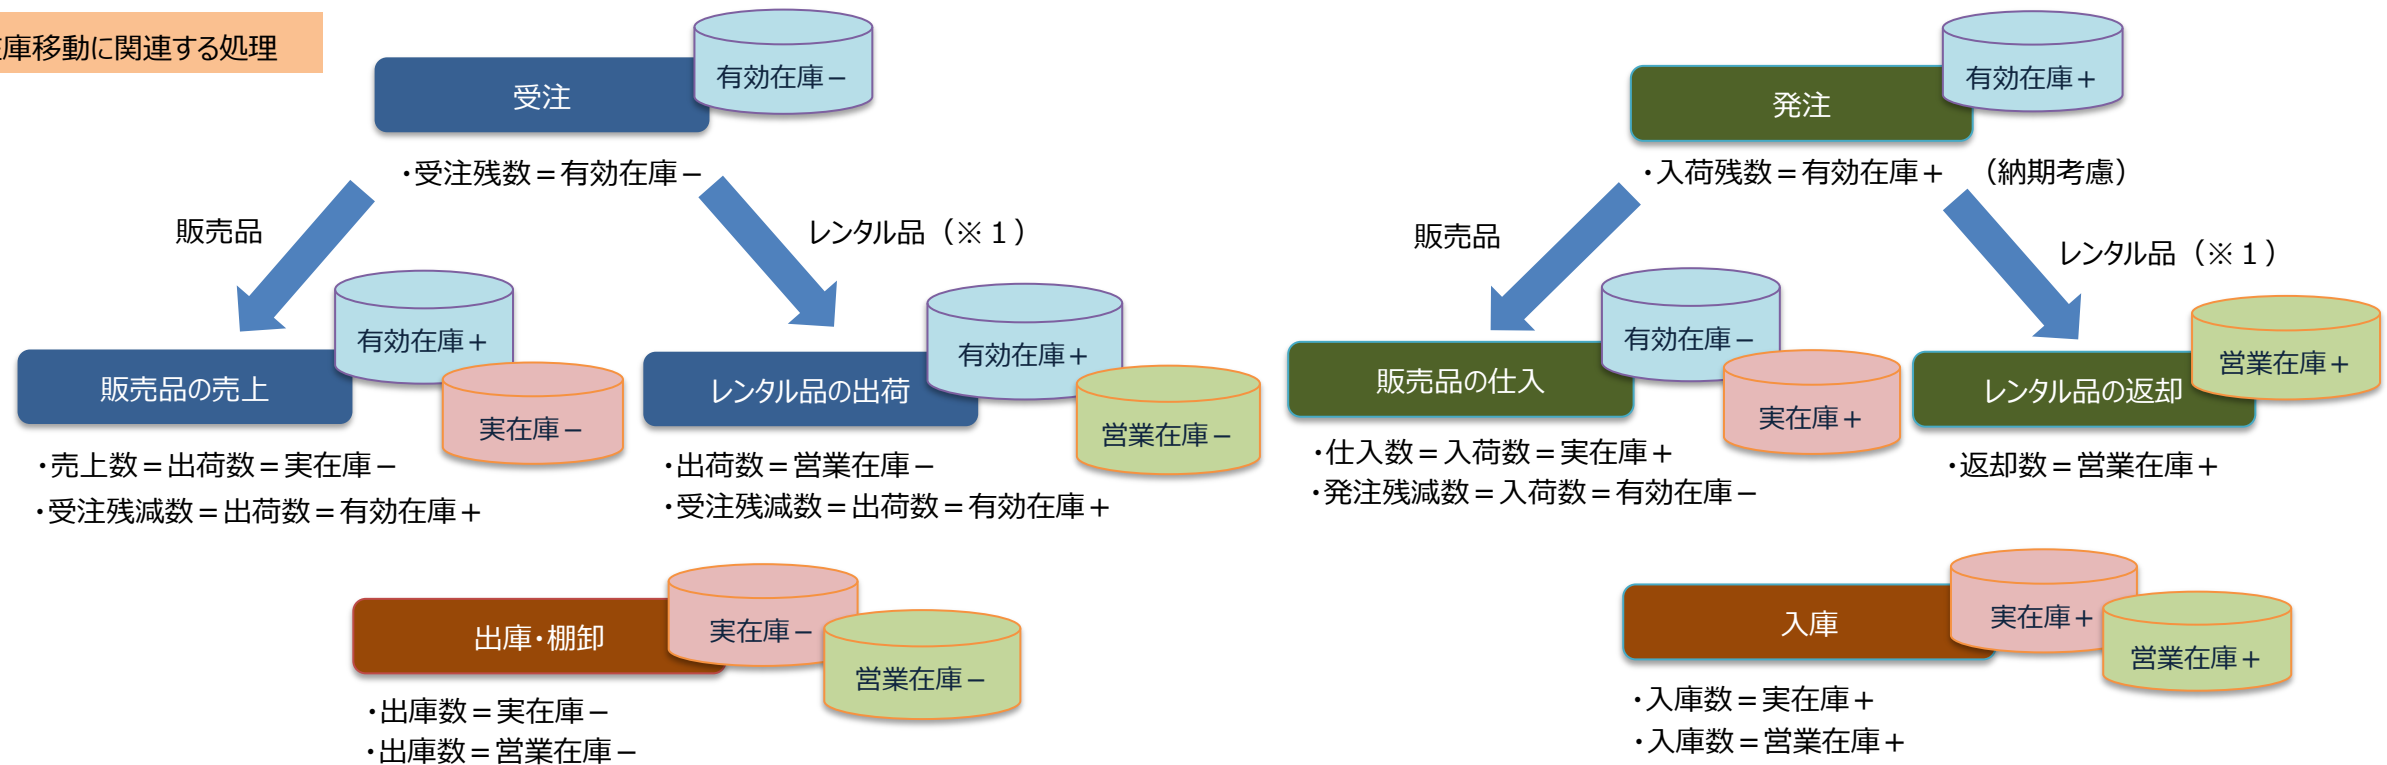 庫移動に関連する処理
受注
有効在庫－
・受注残数＝有効在庫－
販売品
レンタル品（※１）
販売品の売上
有効在庫＋
実在庫－
・売上数＝出荷数＝実在庫－
・受注残減数＝出荷数＝有効在庫＋
レンタル品の出荷
有効在庫＋
営業在庫－
・出荷数＝営業在庫－
・受注残減数＝出荷数＝有効在庫＋
出庫・棚卸
実在庫－
営業在庫－
・出庫数＝実在庫－
・出庫数＝営業在庫－
発注
有効在庫＋
・入荷残数＝有効在庫＋　（納期考慮）
販売品
レンタル品（※１）
販売品の仕入
有効在庫－
実在庫＋
・仕入数＝入荷数＝実在庫＋
・発注残減数＝入荷数＝有効在庫－
レンタル品の返却
営業在庫＋
・返却数＝営業在庫＋
入庫
実在庫＋
営業在庫＋
・入庫数＝実在庫＋
・入庫数＝営業在庫＋